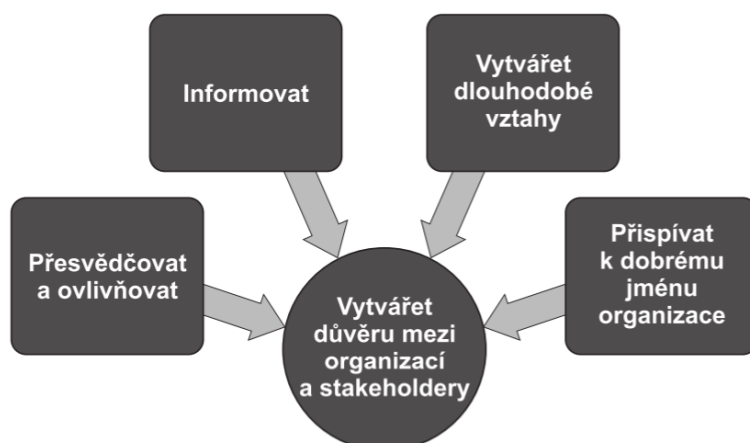 Informovat
Vytvářet
dlouhodobé
vztahy
Přesvědčovat
a ovlivňovat
Přispívat
k dobrému
jménu
organizace
Vytvářet
důvěru mezi
organizací
a stakeholdery